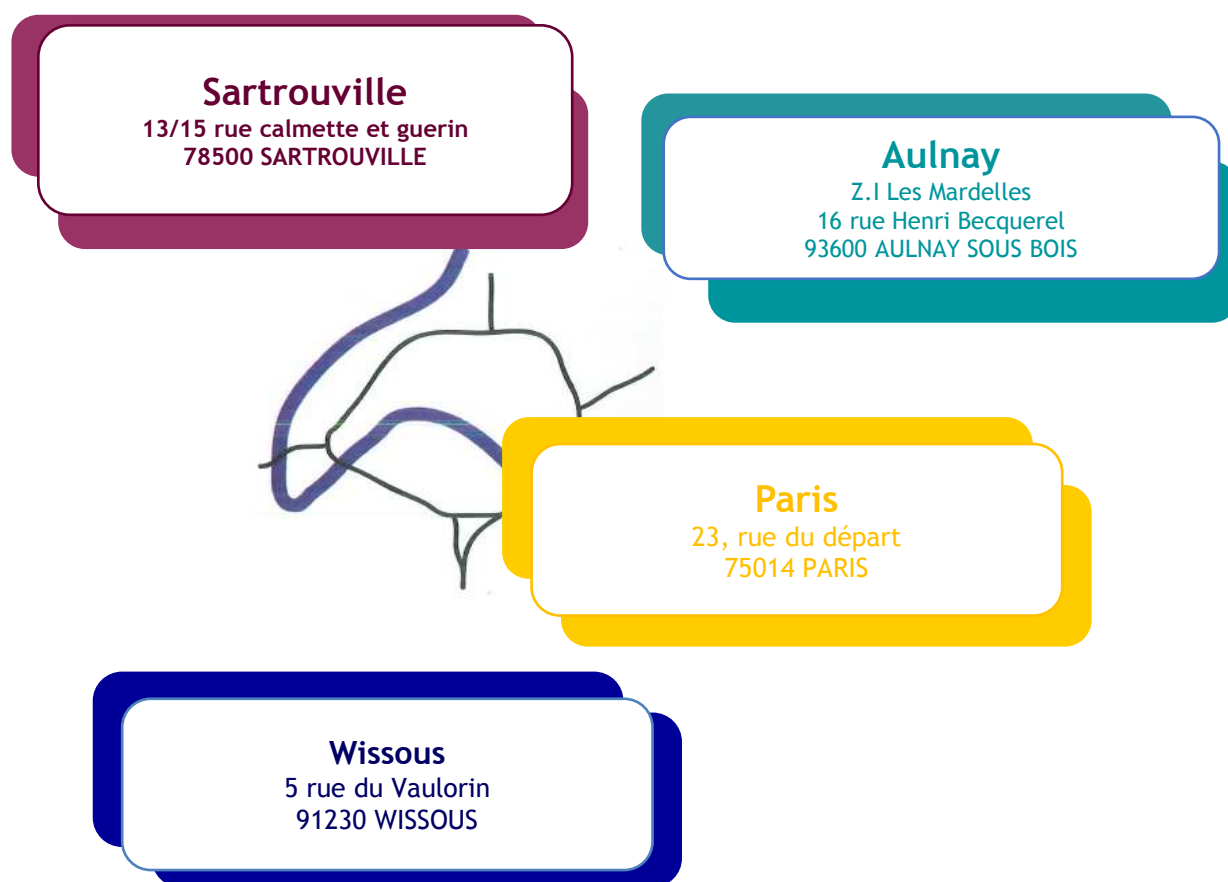 Sartrouville
13/15 rue calmette et guerin
78500 SARTROUVILLE
Aulnay
Z.I Les Mardelles
16 rue Henri Becquerel
93600 AULNAY SOUS BOIS
Paris
23, rue du départ
75014 PARIS
Wissous
5 rue du Vaulorin
91230 WISSOUS